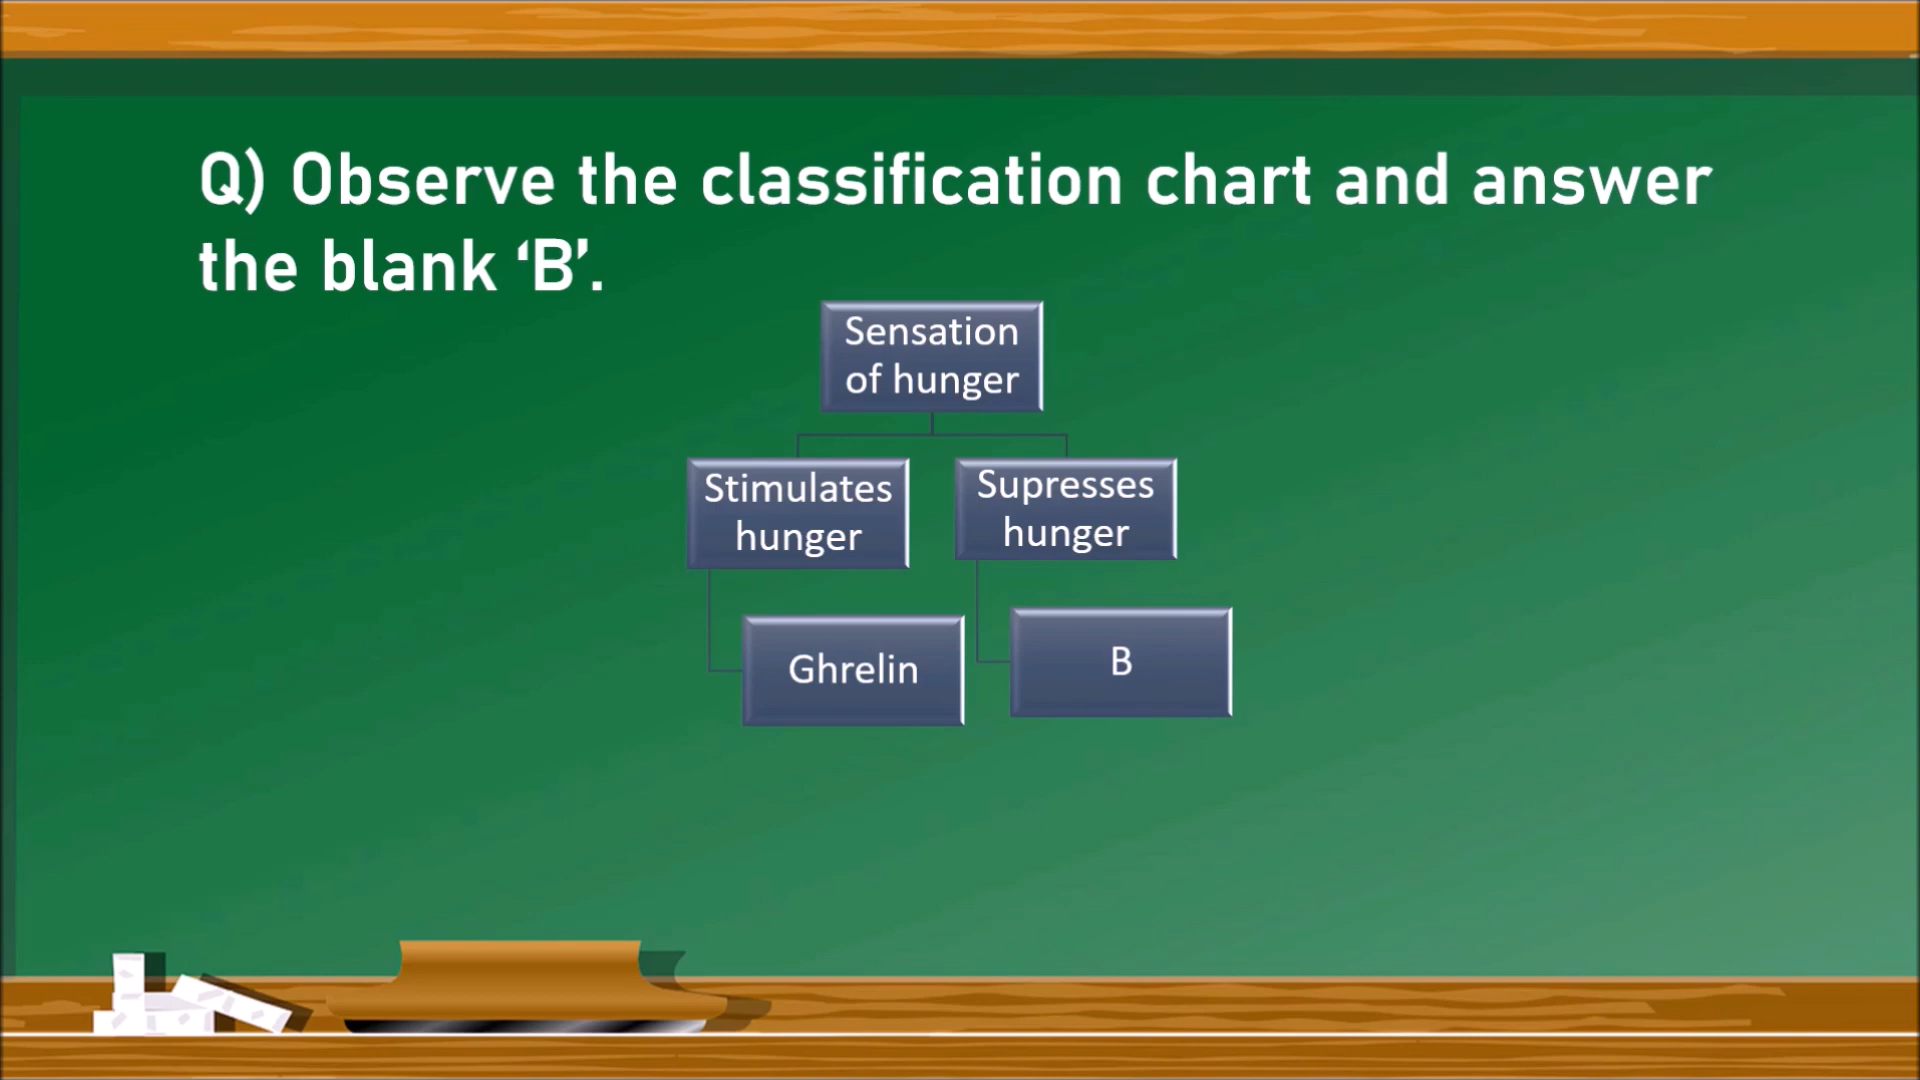 Q) Observe the classification chart and answer
the blank ‘B’.
Sensation
of hunger
Stimulates
hunger
Supresses
hunger
Ghrelin
B